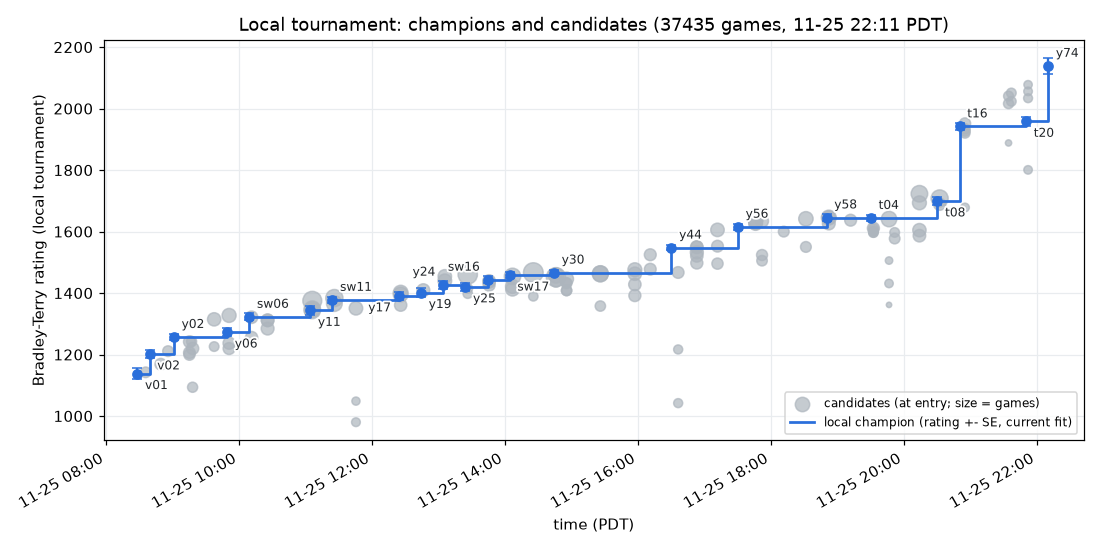 Local tournament: champions and candidates (37435 games, 11-25 22:11 PDT)
Bradley-Terry rating (local tournament)
2200
2000
1800
1600
1400
1200
1000
v01
v02
y02
y06
sw06
y11
sw11
y17
y24
y19
sw16
y25
sw17
y30
y44
y56
y58
t04
t08
t16
t20
y74
candidates (at entry; size = games)
local champion (rating +- SE, current fit)
11-25 08:00
11-25 10:00
11-25 12:00
11-25 14:00
11-25 16:00
11-25 18:00
11-25 20:00
11-25 22:00
time (PDT)